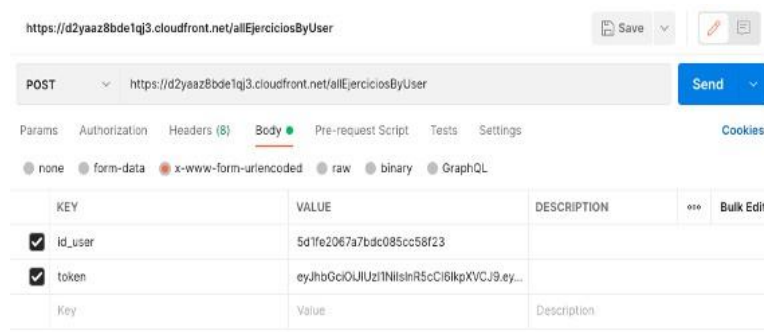 https://d2yaaz8bde1qj3.cloudfront.net/allEjerciciosByUser Save
POST https://d2yaaz8bde1qj3.cloudfront.net/allEjerciciosByUser Send
Params Authorization Headers (8) Body Pre-request Script Tests Settings Cookies
none form-data x-www-form-urlencoded raw binary GraphQL
KEY VALUE DESCRIPTION ooo Bulk Edit
id_user 5d1fe2067a7bdc085cc58f23
token eyJhbGciOiJIUzI1NiIsInR5cCI6IkpXVCJ9.ey...
Key Value Description